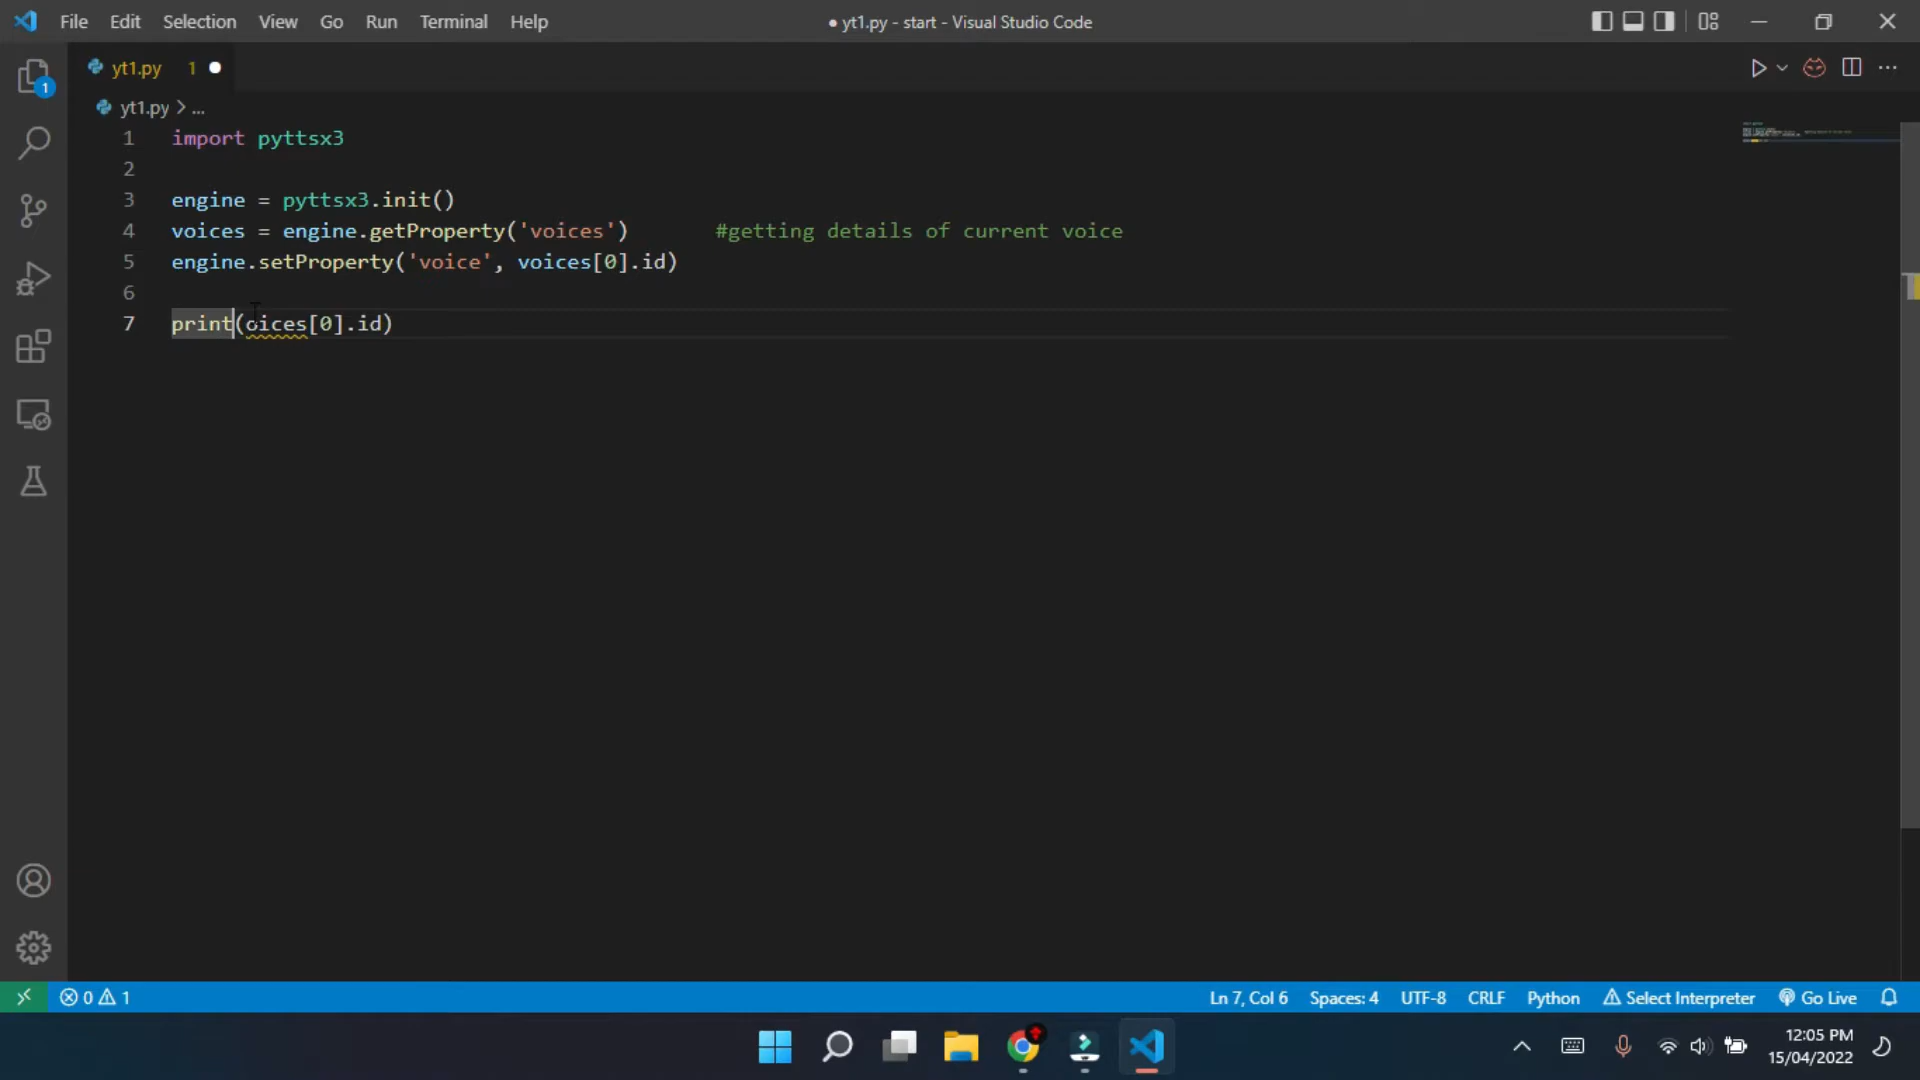 File Edit Selection View Go Run Terminal Help
● yt1.py - start - Visual Studio Code
1
yt1.py 1 ●
yt1.py > ...
1 import pyttsx3
2
3 engine = pyttsx3.init()
4 voices = engine.getProperty('voices') #getting details of current voice
5 engine.setProperty('voice', voices[0].id)
6
7 print(oices[0].id)
0 1
Ln 7, Col 6 Spaces: 4 UTF-8 CRLF Python Select Interpreter Go Live
12:05 PM
15/04/2022